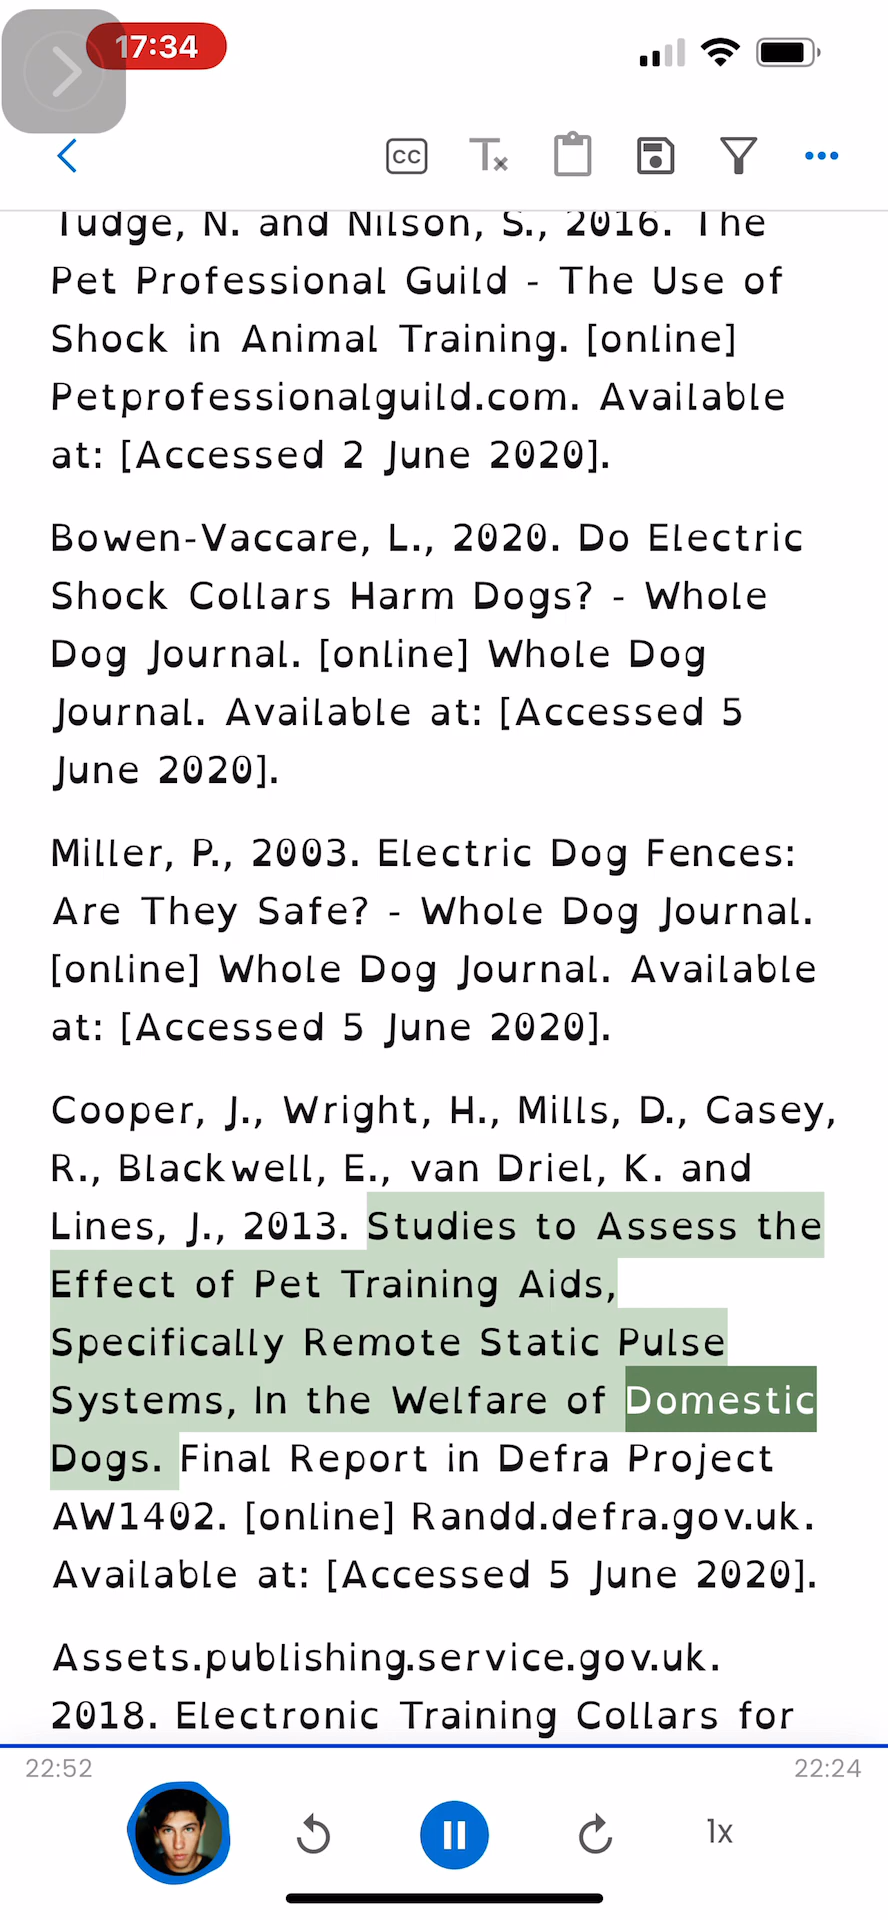 17:34
CC
Tudge, N. and Nilson, S., 2016. The
Pet Professional Guild - The Use of
Shock in Animal Training. [online]
Petprofessionalguild.com. Available
at: [Accessed 2 June 2020].
Bowen-Vaccare, L., 2020. Do Electric
Shock Collars Harm Dogs? - Whole
Dog Journal. [online] Whole Dog
Journal. Available at: [Accessed 5
June 2020].
Miller, P., 2003. Electric Dog Fences:
Are They Safe? - Whole Dog Journal.
[online] Whole Dog Journal. Available
at: [Accessed 5 June 2020].
Cooper, J., Wright, H., Mills, D., Casey,
R., Blackwell, E., van Driel, K. and
Lines, J., 2013. Studies to Assess the
Effect of Pet Training Aids,
Specifically Remote Static Pulse
Systems, In the Welfare of Domestic
Dogs. Final Report in Defra Project
AW1402. [online] Randd.defra.gov.uk.
Available at: [Accessed 5 June 2020].
Assets.publishing.service.gov.uk.
2018. Electronic Training Collars for
22:52
22:24
1x